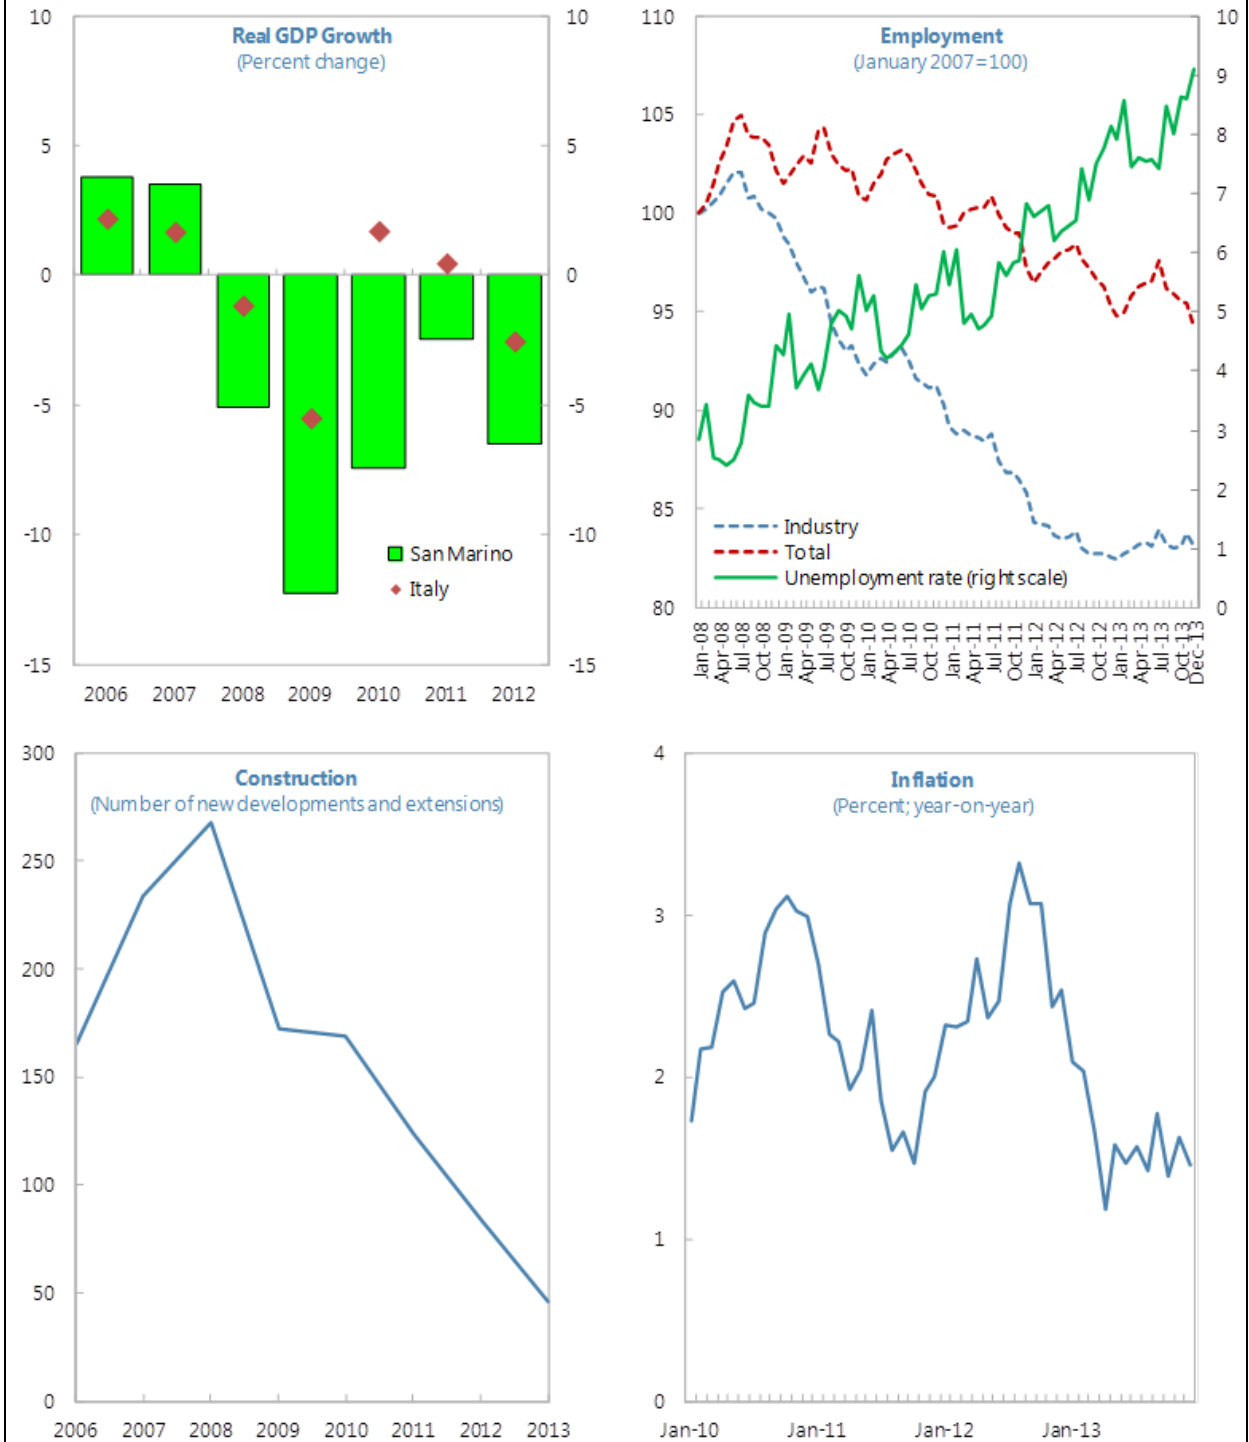 Real GDP Growth
(Percent change)
10
5
0
-5
-10
-15
10
5
0
-5
-10
-15
San Marino
Italy
2006 2007 2008 2009 2010 2011 2012
Employment
(January 2007=100)
110
105
100
95
90
85
80
10
9
8
7
6
5
4
3
2
1
0
Industry
Total
Unemployment rate (right scale)
Jan-08
Apr-08
Jul-08
Oct-08
Jan-09
Apr-09
Jul-09
Oct-09
Jan-10
Apr-10
Jul-10
Oct-10
Jan-11
Apr-11
Jul-11
Oct-11
Jan-12
Apr-12
Jul-12
Oct-12
Jan-13
Apr-13
Jul-13
Oct-13
Dec-13
Construction
(Number of new developments and extensions)
300
250
200
150
100
50
0
2006 2007 2008 2009 2010 2011 2012 2013
Inflation
(Percent; year-on-year)
4
3
2
1
0
Jan-10 Jan-11 Jan-12 Jan-13